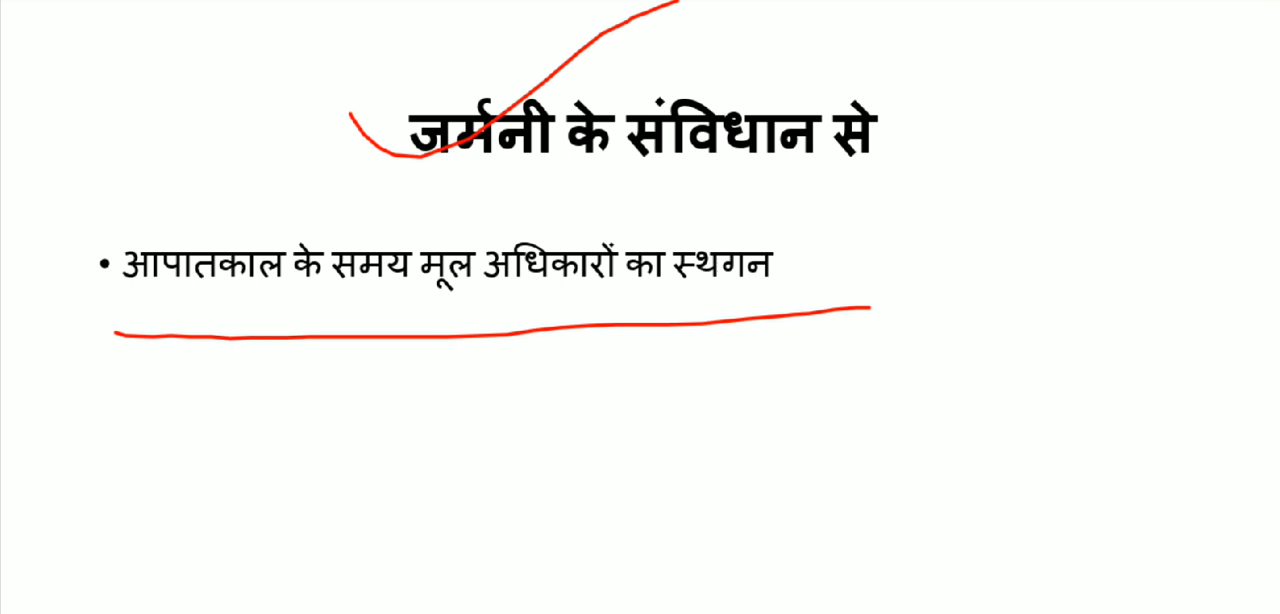 जर्मनी के संविधान से
• आपातकाल के समय मूल अधिकारों का स्थगन